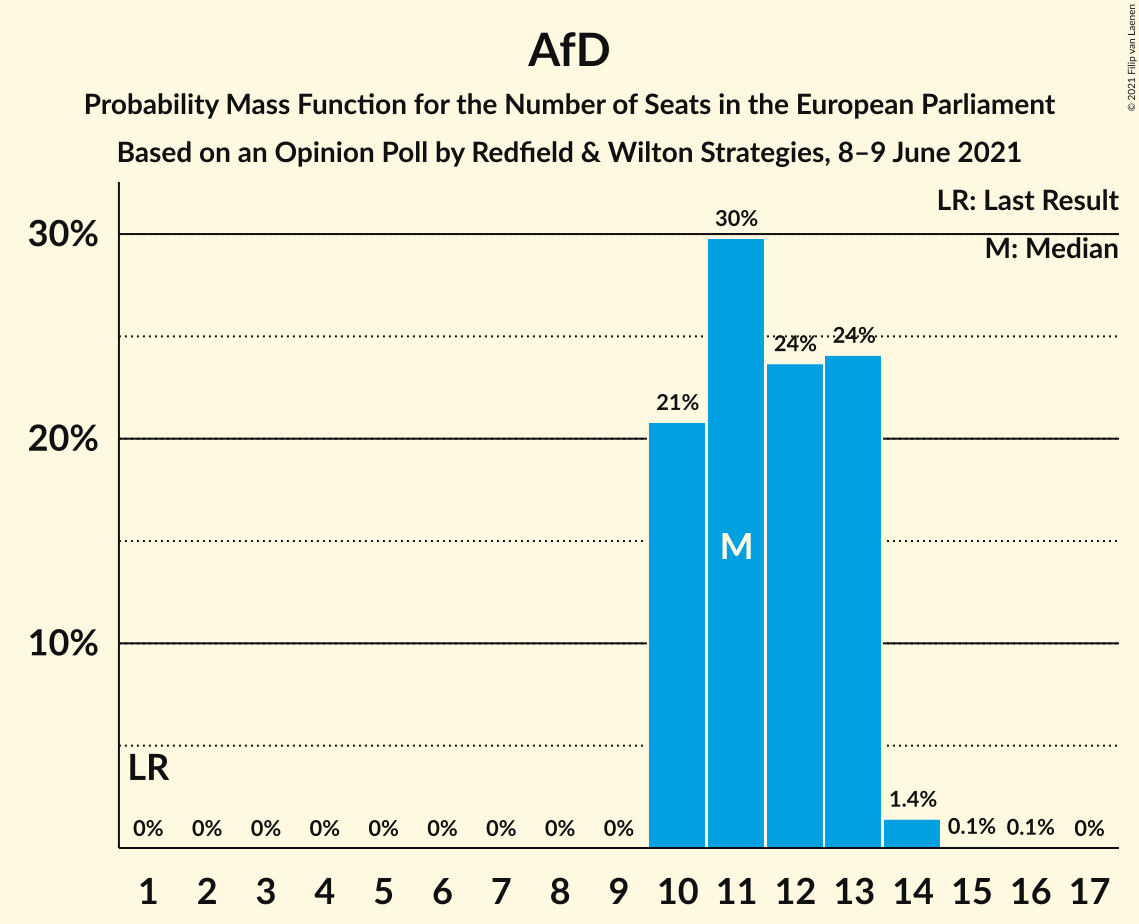 AfD
Probability Mass Function for the Number of Seats in the European Parliament
Based on an Opinion Poll by Redfield & Wilton Strategies, 8–9 June 2021
© 2021 Filip van Laenen
LR: Last Result
M: Median
30%
20%
10%
30%
24%
24%
21%
M
LR
1.4%
0% 0% 0% 0% 0% 0% 0% 0% 0% 0.1% 0.1% 0%
1 2 3 4 5 6 7 8 9 10 11 12 13 14 15 16 17